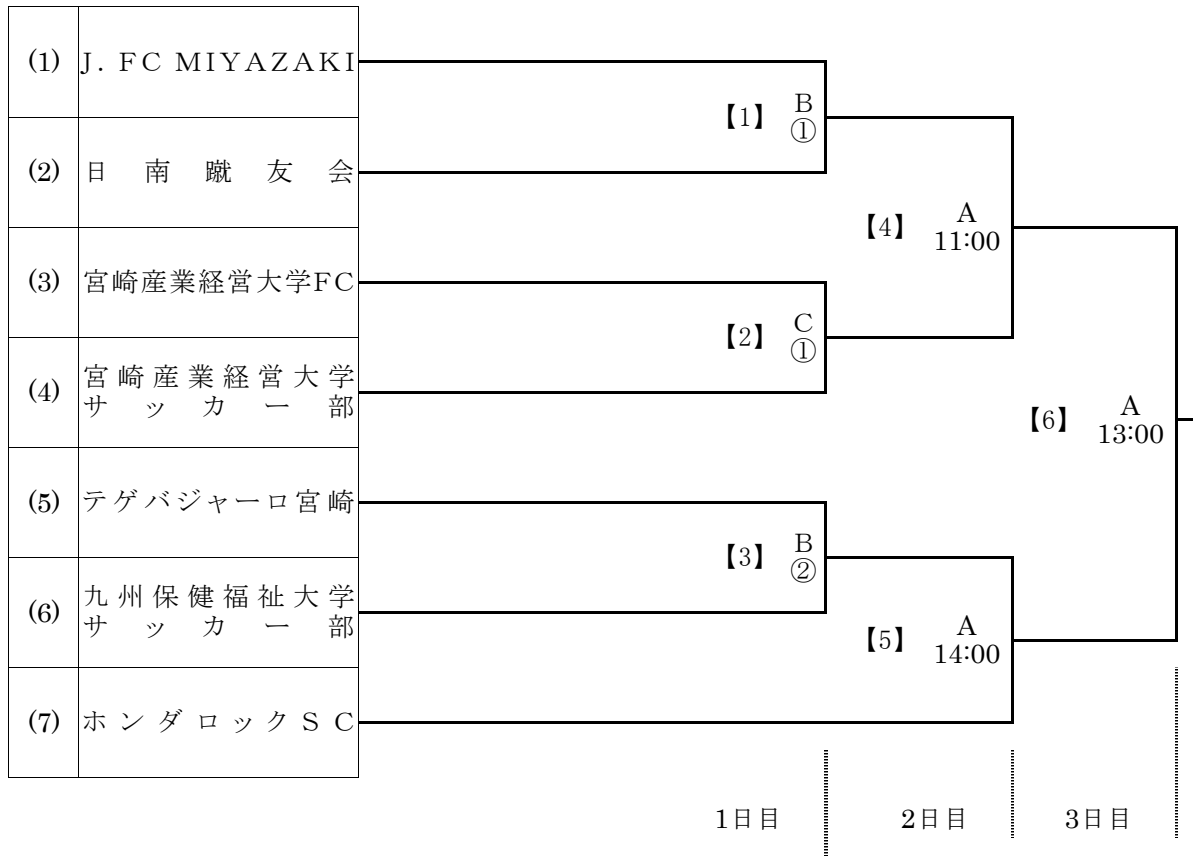 (1) J. FC MIYAZAKI
【1】 B
①
(2) 日南蹴友会
【4】 A
11:00
(3) 宮崎産業経営大学FC
【2】 C
①
(4) 宮崎産業経営大学
サッカー部
【6】 A
13:00
(5) テゲバジャーロ宮崎
【3】 B
②
(6) 九州保健福祉大学
サッカー部
【5】 A
14:00
(7) ホンダロックSC
1日目 2日目 3日目